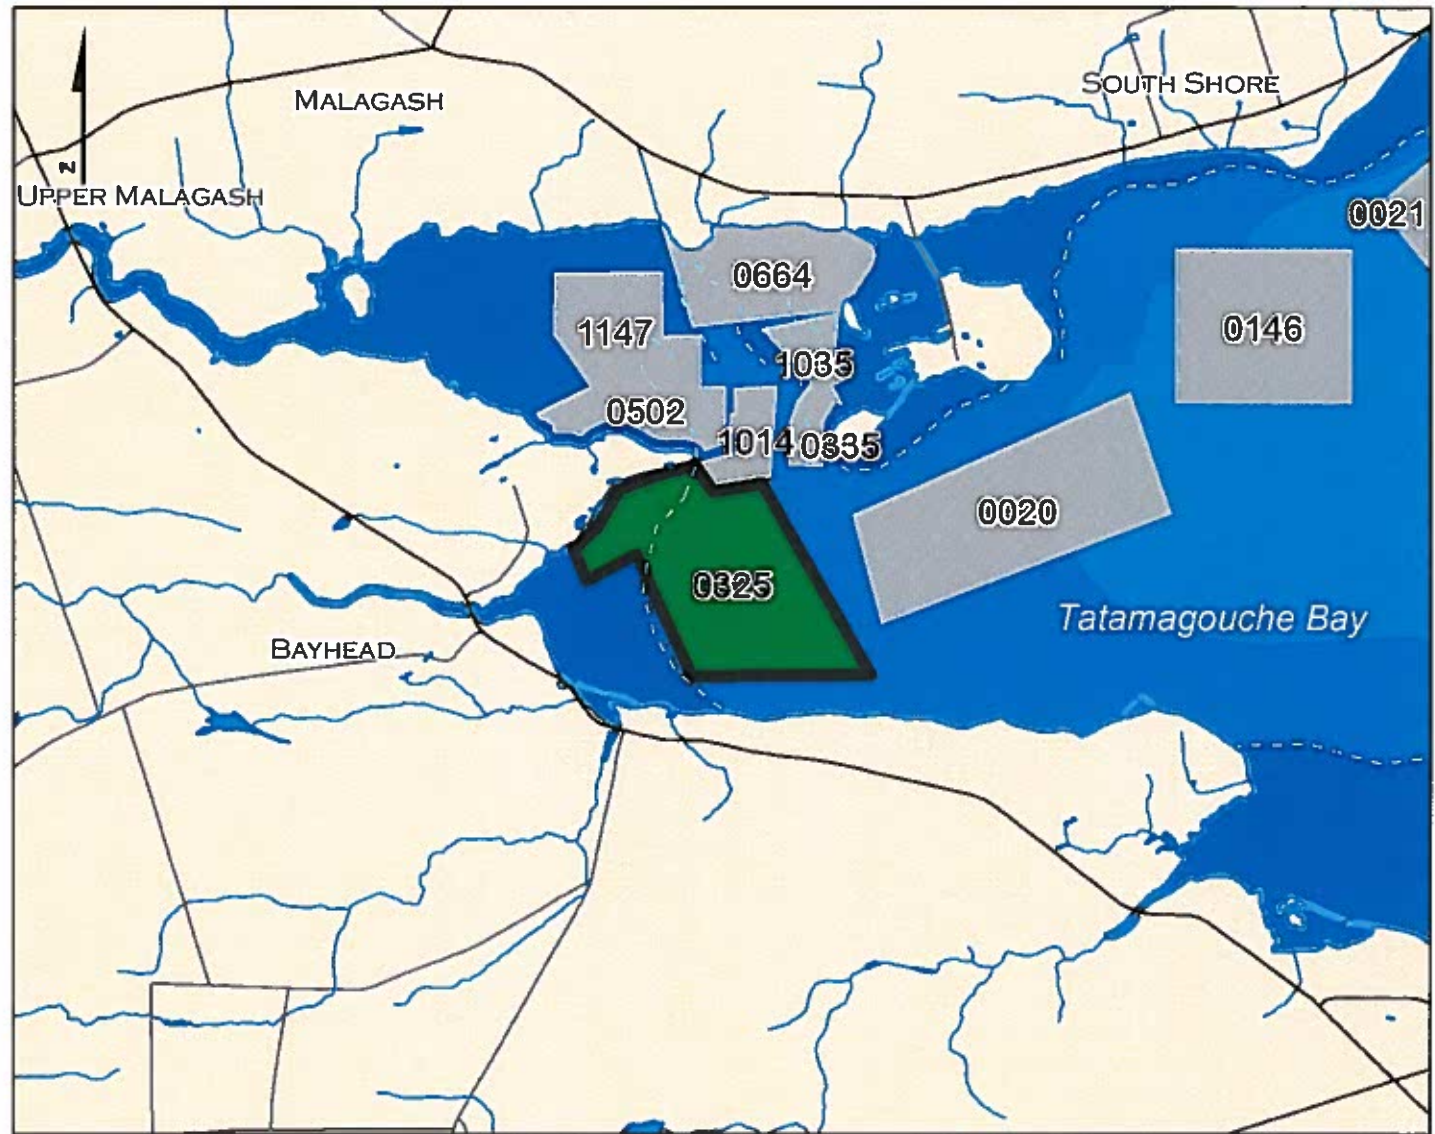 SOUTH SHORE
MALAGASH
N
UPPER MALAGASH
0021
0664
0146
1147
1035
0502
1014
0335
0020
0325
Tatamagouche Bay
BAYHEAD